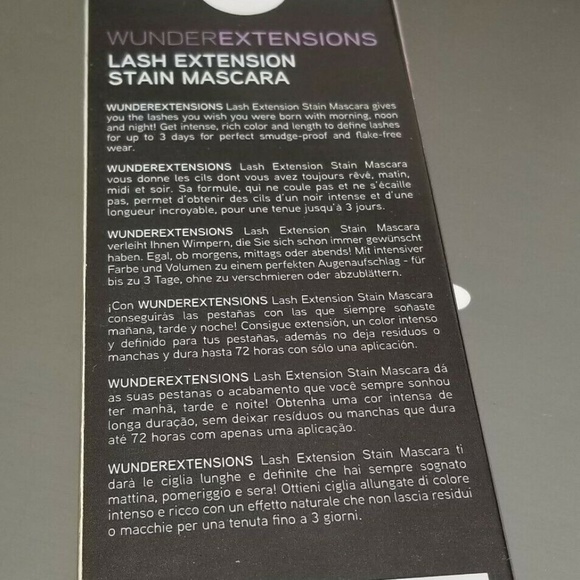 WUNDEREXTENSIONS
LASH EXTENSION
STAIN MASCARA
WUNDEREXTENSIONS Lash Extension Stain Mascara gives
you the lashes you wish you were born with morning, noon
and night! Get intense, rich color and length to define lashes
for up to 3 days for perfect smudge-proof and flake-free
wear.
WUNDEREXTENSIONS Lash Extension Stain Mascara
vous donne les cils dont vous avez toujours rêvé, matin,
midi et soir. Sa formule, qui ne coule pas et ne s'écaille
pas, permet d'obtenir des cils d'un noir intense et d'une
longueur incroyable, pour une tenue jusqu'à 3 jours.
WUNDEREXTENSIONS Lash Extension Stain Mascara
verleiht Ihnen Wimpern, die Sie sich schon immer gewünscht
haben. Egal, ob morgens, mittags oder abends! Mit intensiver
Farbe und Volumen zu einem perfekten Augenaufschlag - für
bis zu 3 Tage, ohne zu verschmieren oder abzublättern.
¡Con WUNDEREXTENSIONS Lash Extension Stain Mascara
conseguirás las pestañas con las que siempre soñaste
mañana, tarde y noche! Consigue extensión, un color intenso
y definido para tus pestañas, además no deja residuos o
manchas y dura hasta 72 horas con sólo una aplicación.
WUNDEREXTENSIONS Lash Extension Stain Mascara dá
as suas pestanas o acabamento que você sempre sonhou
ter manhã, tarde e noite! Obtenha uma cor intensa de
longa duração, sem deixar resíduos ou manchas que dura
até 72 horas com apenas uma aplicação.
WUNDEREXTENSIONS Lash Extension Stain Mascara ti
dará le ciglia lunghe e definite che hai sempre sognato
mattina, pomeriggio e sera! Ottieni ciglia allungate di colore
intenso e ricco con un effetto naturale che non lascia residui
o macchie per una tenuta fino a 3 giorni.